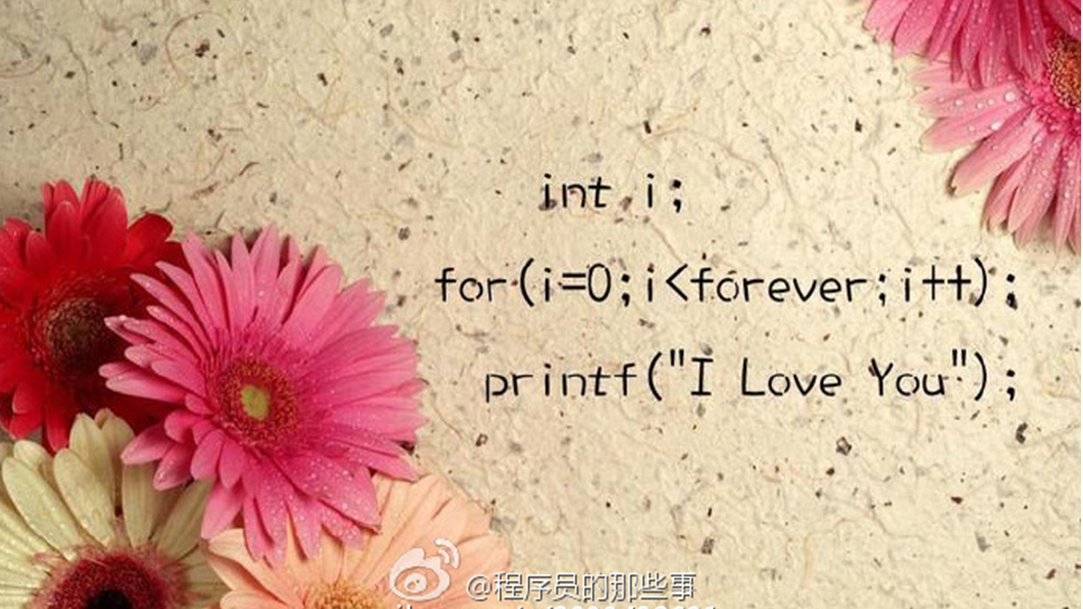 int i;
for(i=0;i<forever;i++);
printf("I Love You");
@程序员的那些事